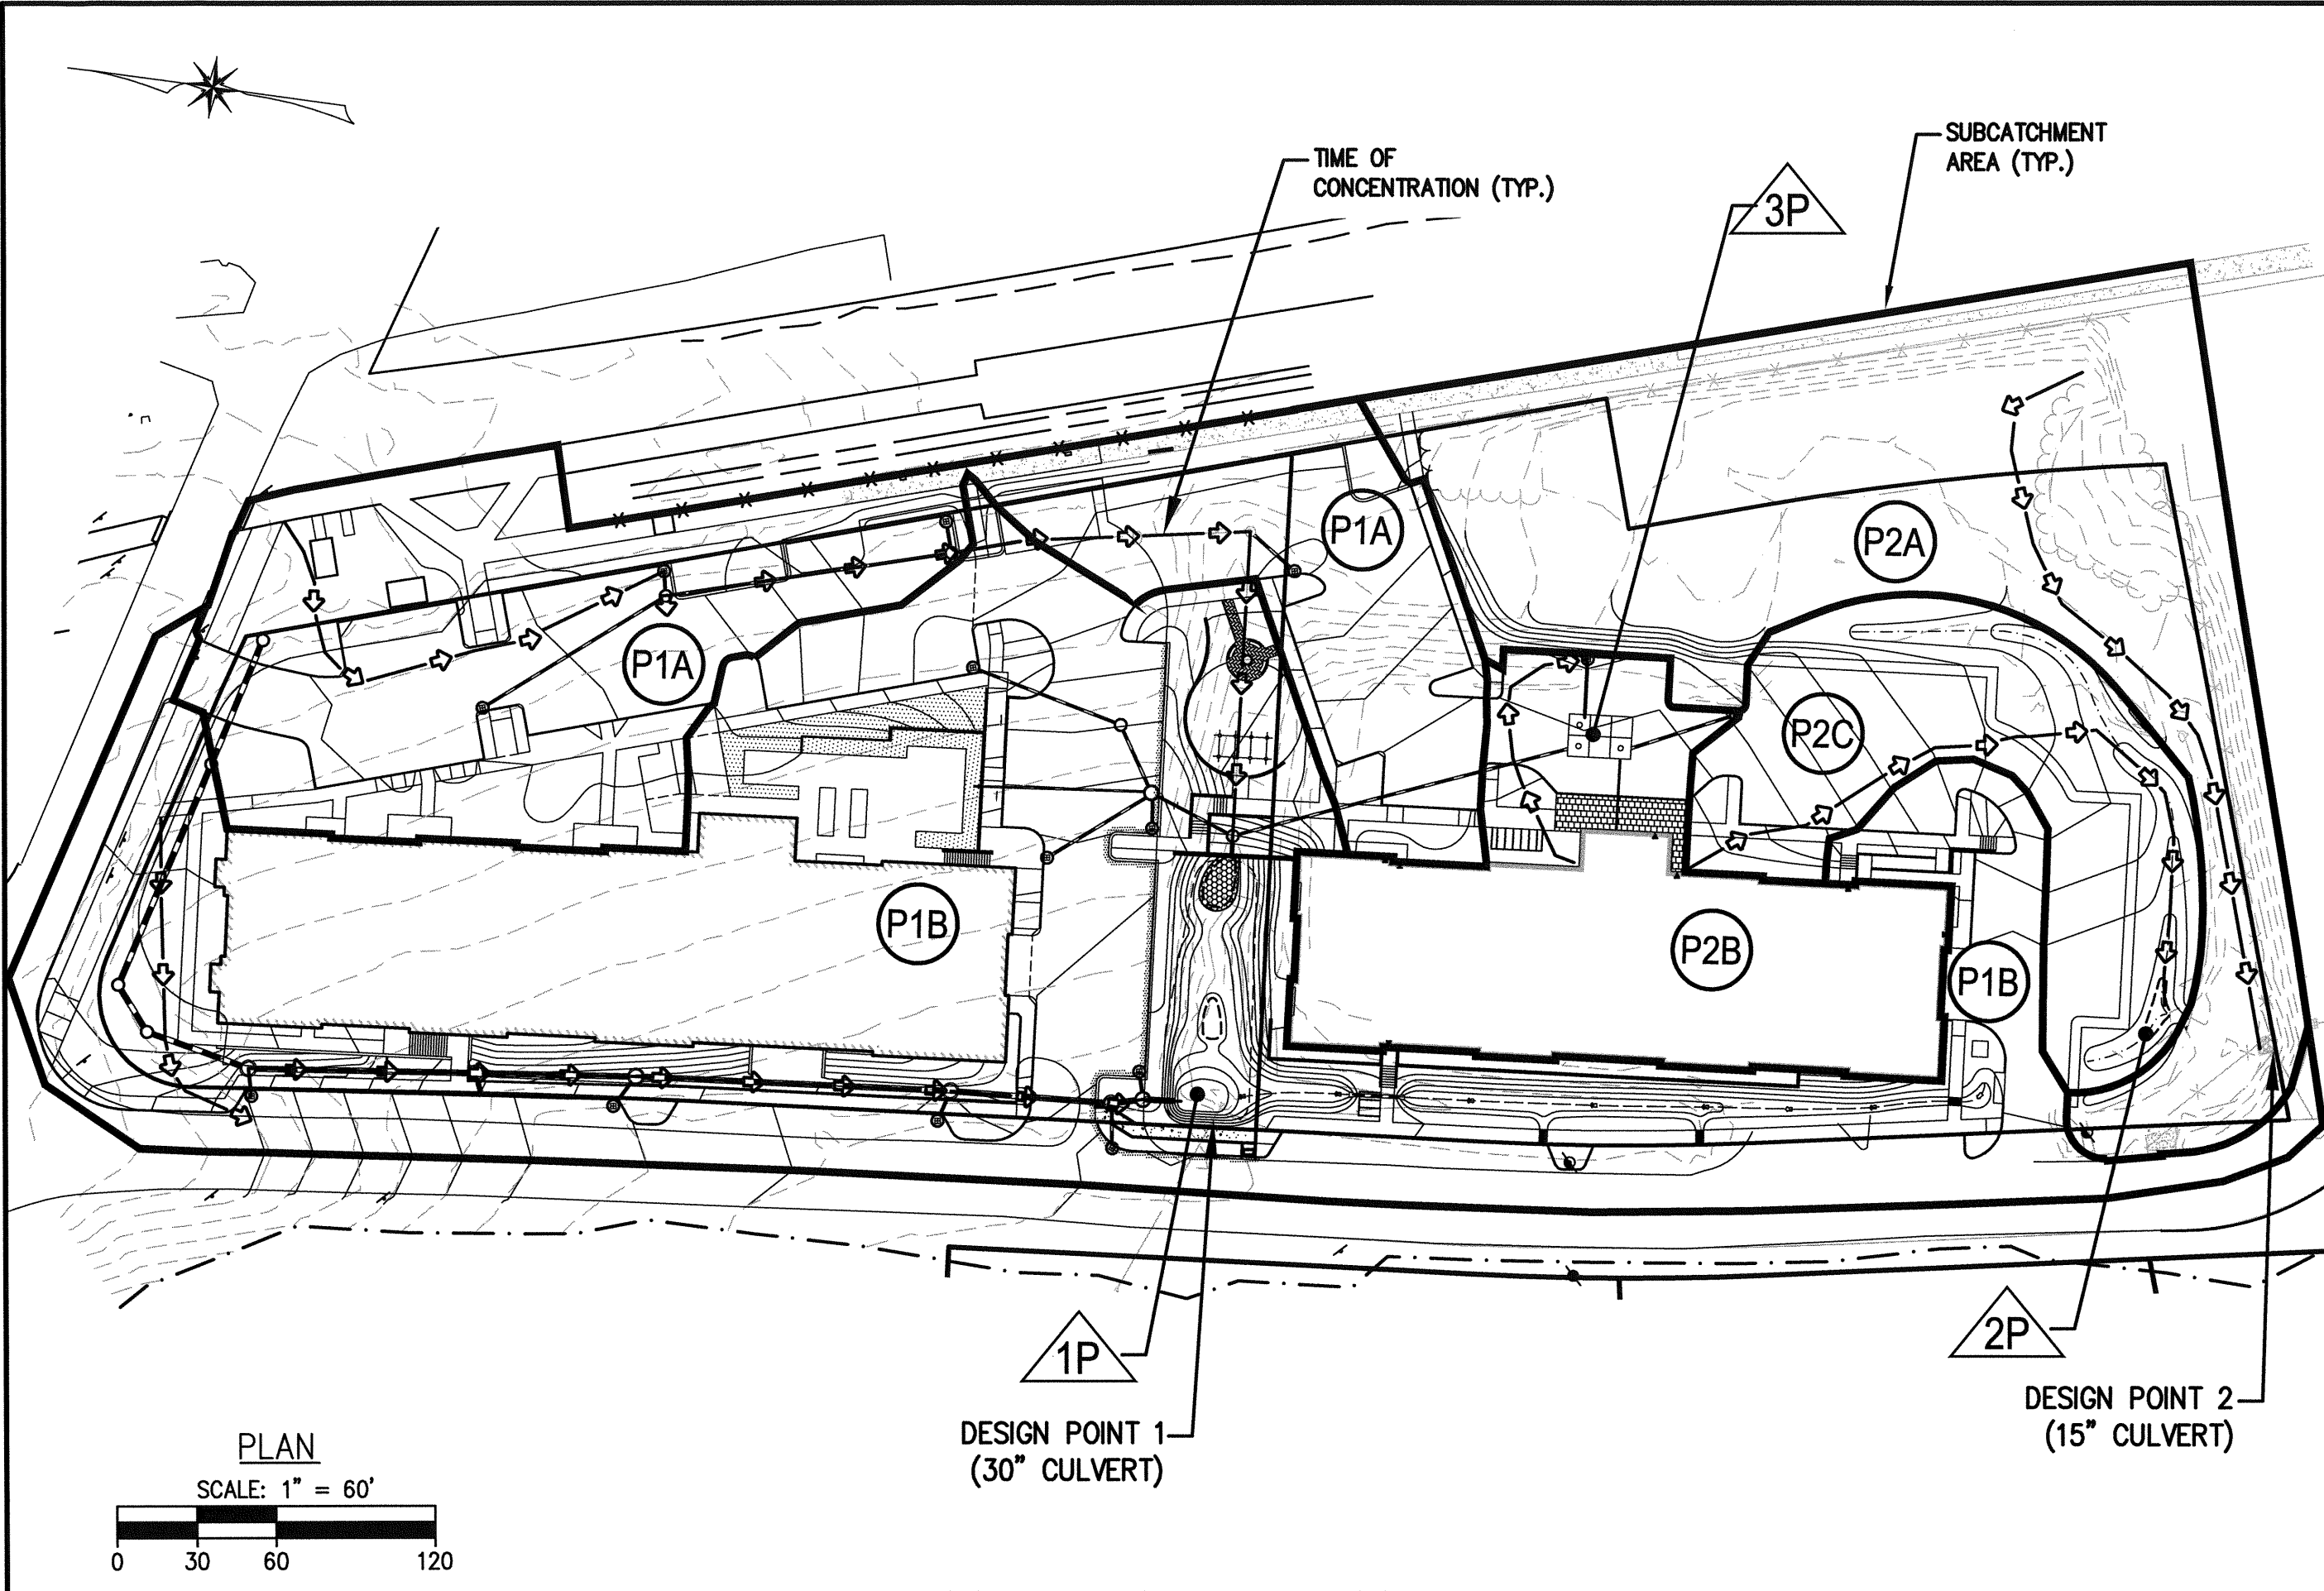 TIME OF
CONCENTRATION (TYP.)
SUBCATCHMENT
AREA (TYP.)
3P
P1A
P2A
P1A
P2C
P1B
P2B
P1B
1P
2P
DESIGN POINT 1
(30" CULVERT)
DESIGN POINT 2
(15" CULVERT)
PLAN
SCALE: 1" = 60'
0 30 60 120